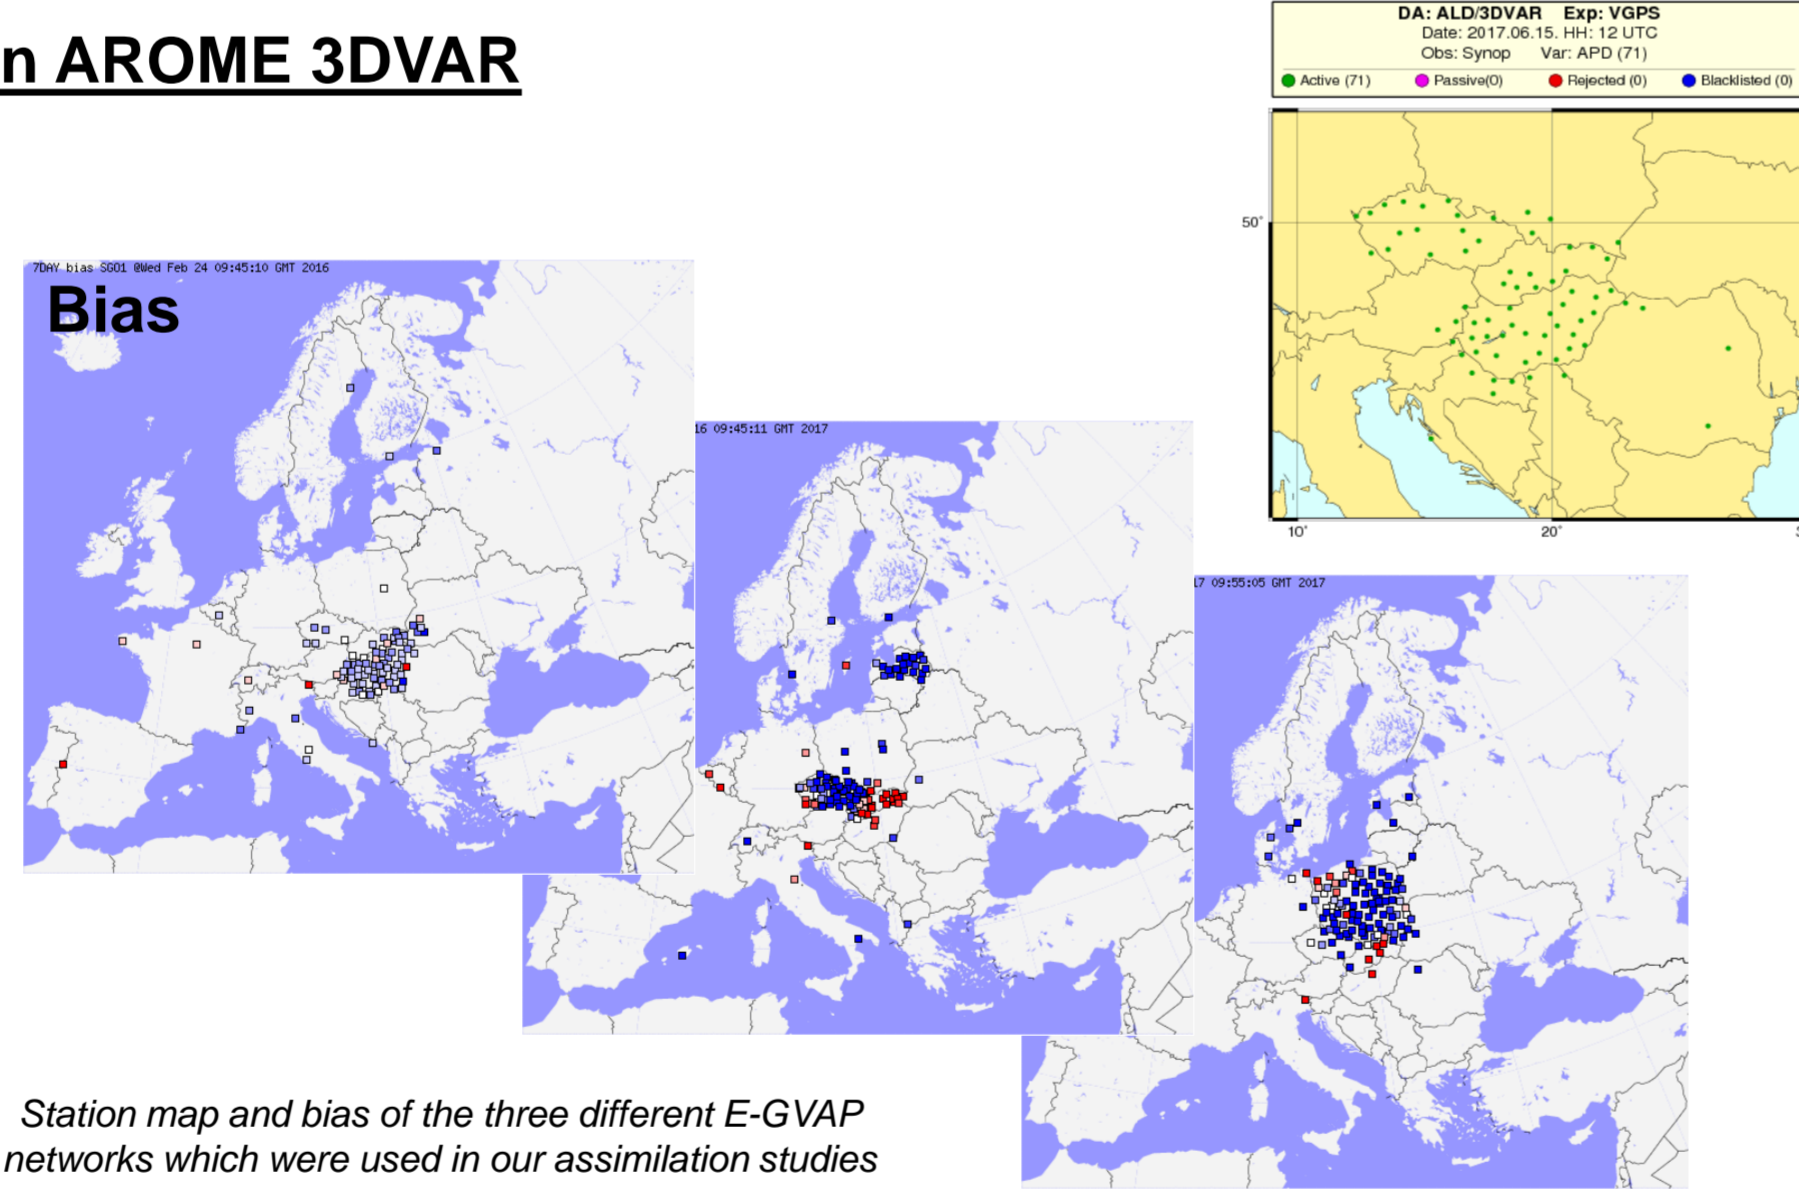 n AROME 3DVAR
DA: ALD/3DVAR Exp: VGPS
Date: 2017.06.15. HH: 12 UTC
Obs: Synop Var: APD (71)
Active (71) Passive(0) Rejected (0) Blacklisted (0)
50°
10° 20° 3
7DAY bias SGO1 @Wed Feb 24 09:45:10 GMT 2016
Bias
16 09:45:11 GMT 2017
17 09:55:05 GMT 2017
Station map and bias of the three different E-GVAP
networks which were used in our assimilation studies